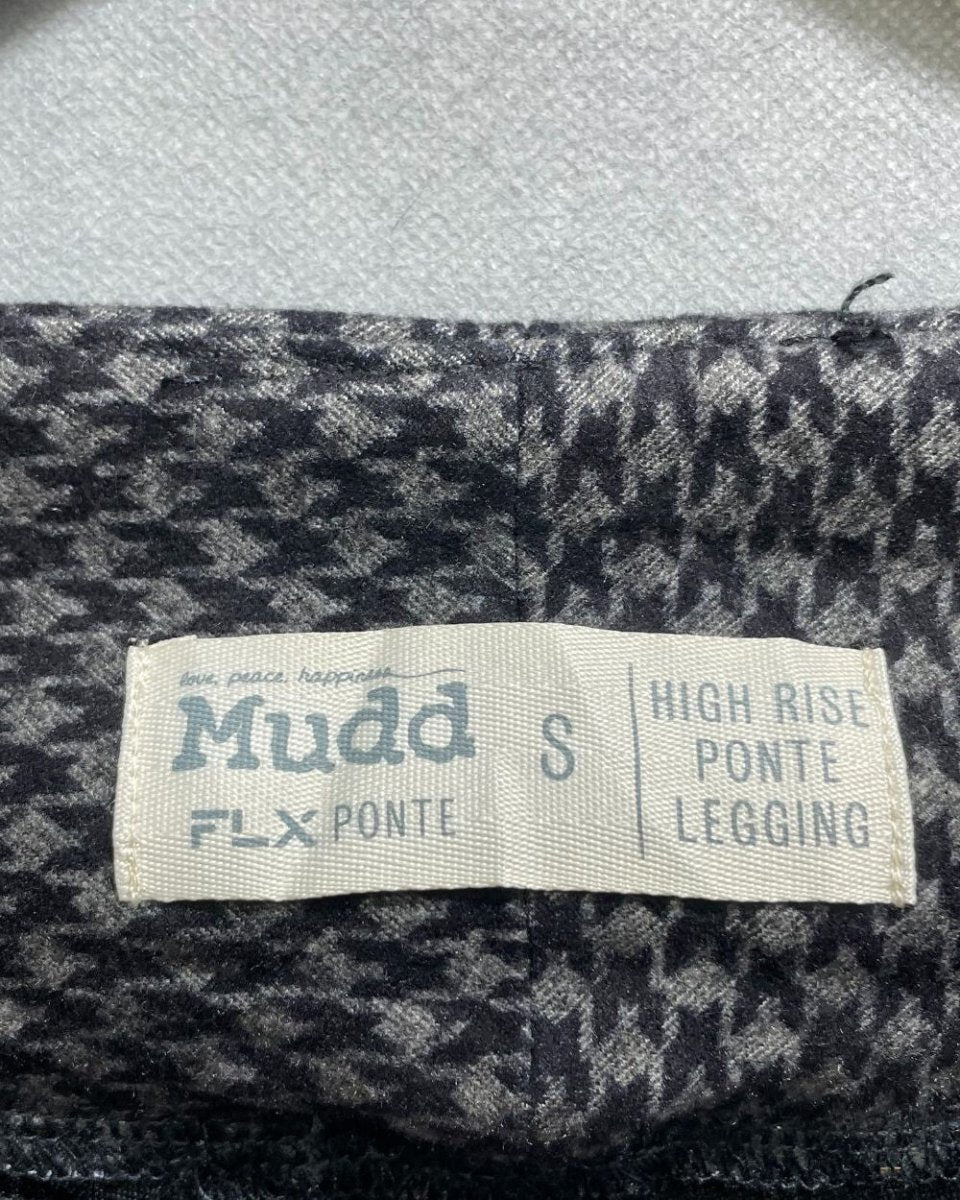 love, peace, happiness
Mudd
FLX PONTE
S
HIGH RISE
PONTE
LEGGING